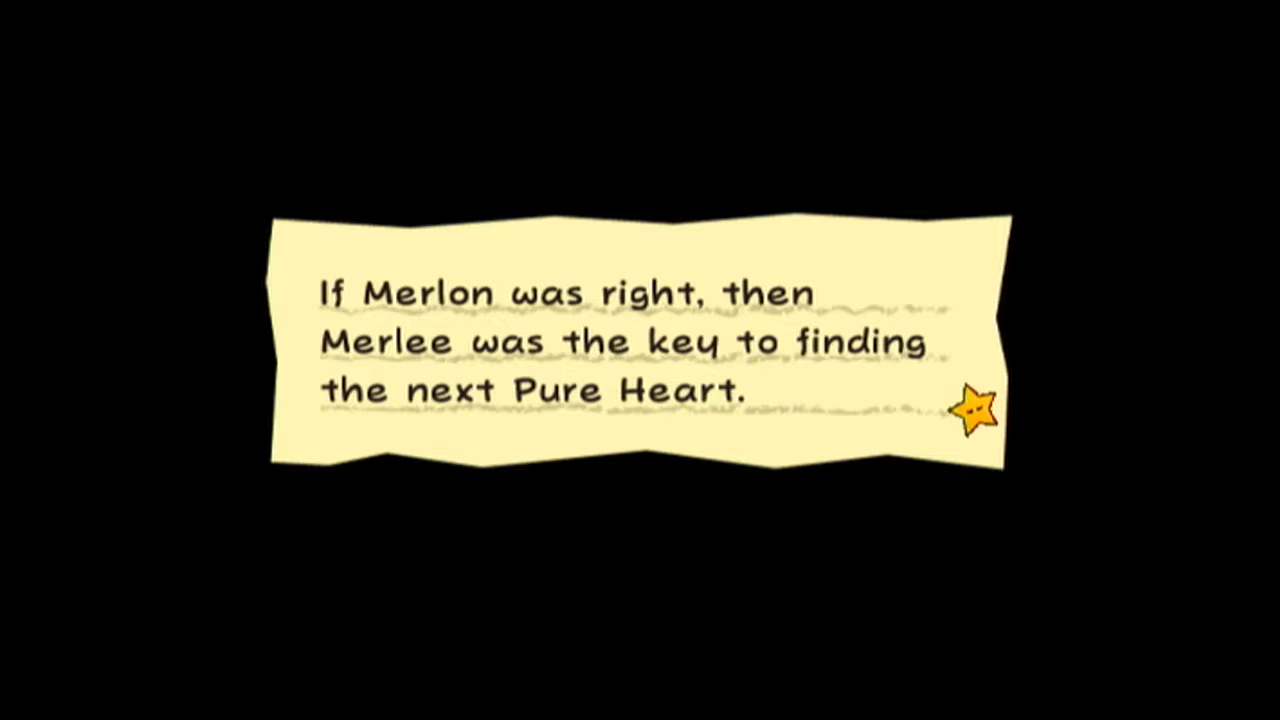 If Merlon was right, then
Merlee was the key to finding
the next Pure Heart.